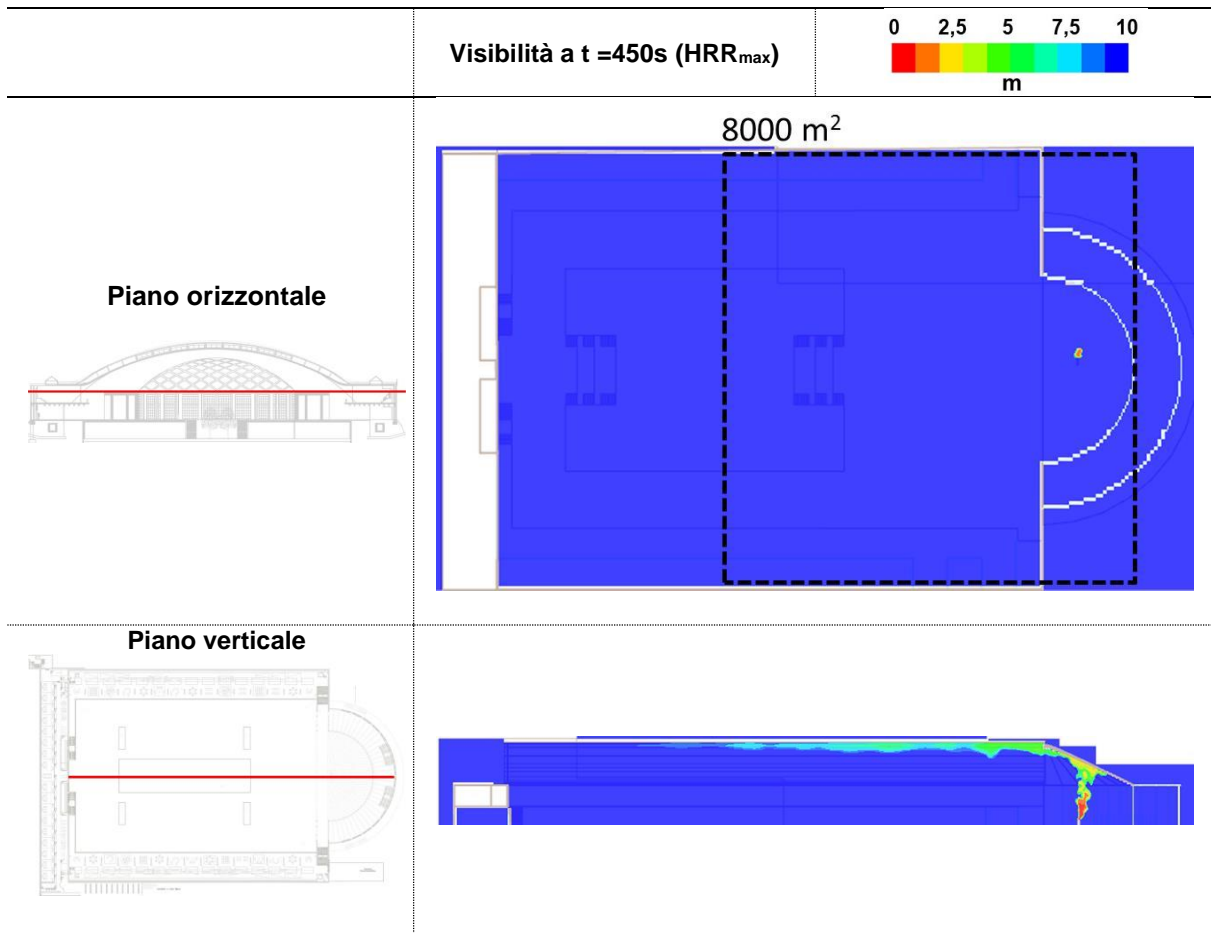 Visibilità a t =450s (HRRmax)
0 2,5 5 7,5 10
m
8000 m²
Piano orizzontale
Piano verticale